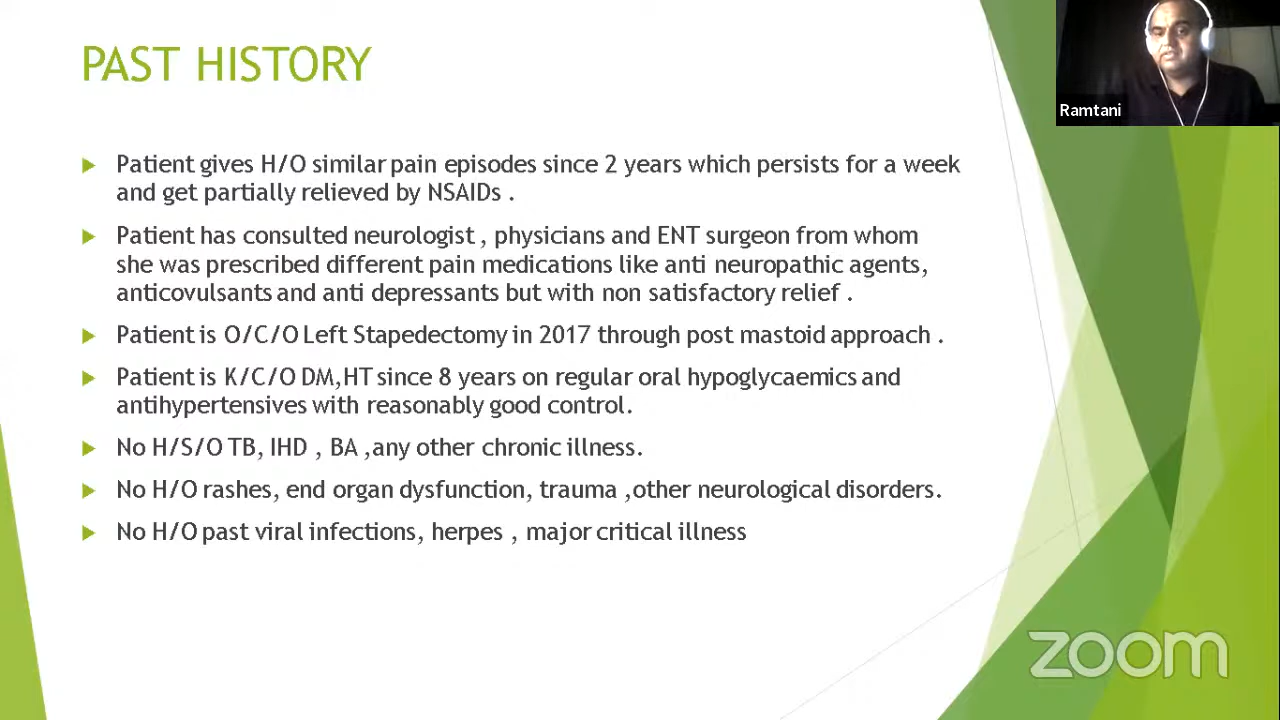 PAST HISTORY
Ramtani
Patient gives H/O similar pain episodes since 2 years which persists for a week
and get partially relieved by NSAIDs .
Patient has consulted neurologist , physicians and ENT surgeon from whom
she was prescribed different pain medications like anti neuropathic agents,
anticovulsants and anti depressants but with non satisfactory relief .
Patient is O/C/O Left Stapedectomy in 2017 through post mastoid approach .
Patient is K/C/O DM,HT since 8 years on regular oral hypoglycaemics and
antihypertensives with reasonably good control.
No H/S/O TB, IHD , BA ,any other chronic illness.
No H/O rashes, end organ dysfunction, trauma ,other neurological disorders.
No H/O past viral infections, herpes , major critical illness
zoom